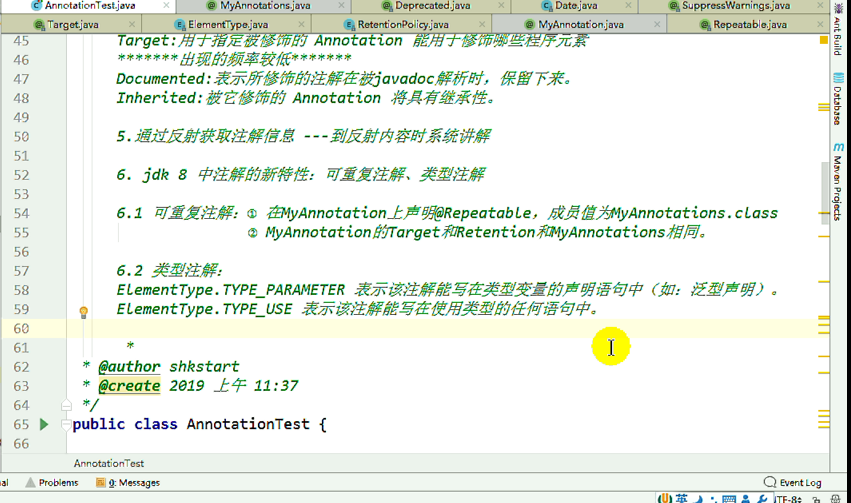 AnnotationTest.java
MyAnnotations.java
Deprecated.java
Date.java
SuppressWarnings.java
Target.java
ElementType.java
RetentionPolicy.java
MyAnnotation.java
Repeatable.java
45 Target:用于指定被修饰的 Annotation 能用于修饰哪些程序元素
46 *******出现的频率较低*******
47 Documented:表示所修饰的注解在被javadoc解析时，保留下来。
48 Inherited:被它修饰的 Annotation 将具有继承性。
49
50 5.通过反射获取注解信息 ---到反射内容时系统讲解
51
52 6. jdk 8 中注解的新特性：可重复注解、类型注解
53
54 6.1 可重复注解：① 在MyAnnotation上声明@Repeatable，成员值为MyAnnotations.class
55 ② MyAnnotation的Target和Retention和MyAnnotations相同。
56
57 6.2 类型注解：
58 ElementType.TYPE_PARAMETER 表示该注解能写在类型变量的声明语句中（如：泛型声明）。
59 ElementType.TYPE_USE 表示该注解能写在使用类型的任何语句中。
60
61 *
62 * @author shkstart
63 * @create 2019 上午 11:37
64 */
65 public class AnnotationTest {
66
AnnotationTest
Problems
0: Messages
Event Log
英
Ant Build
Database
Maven Projects